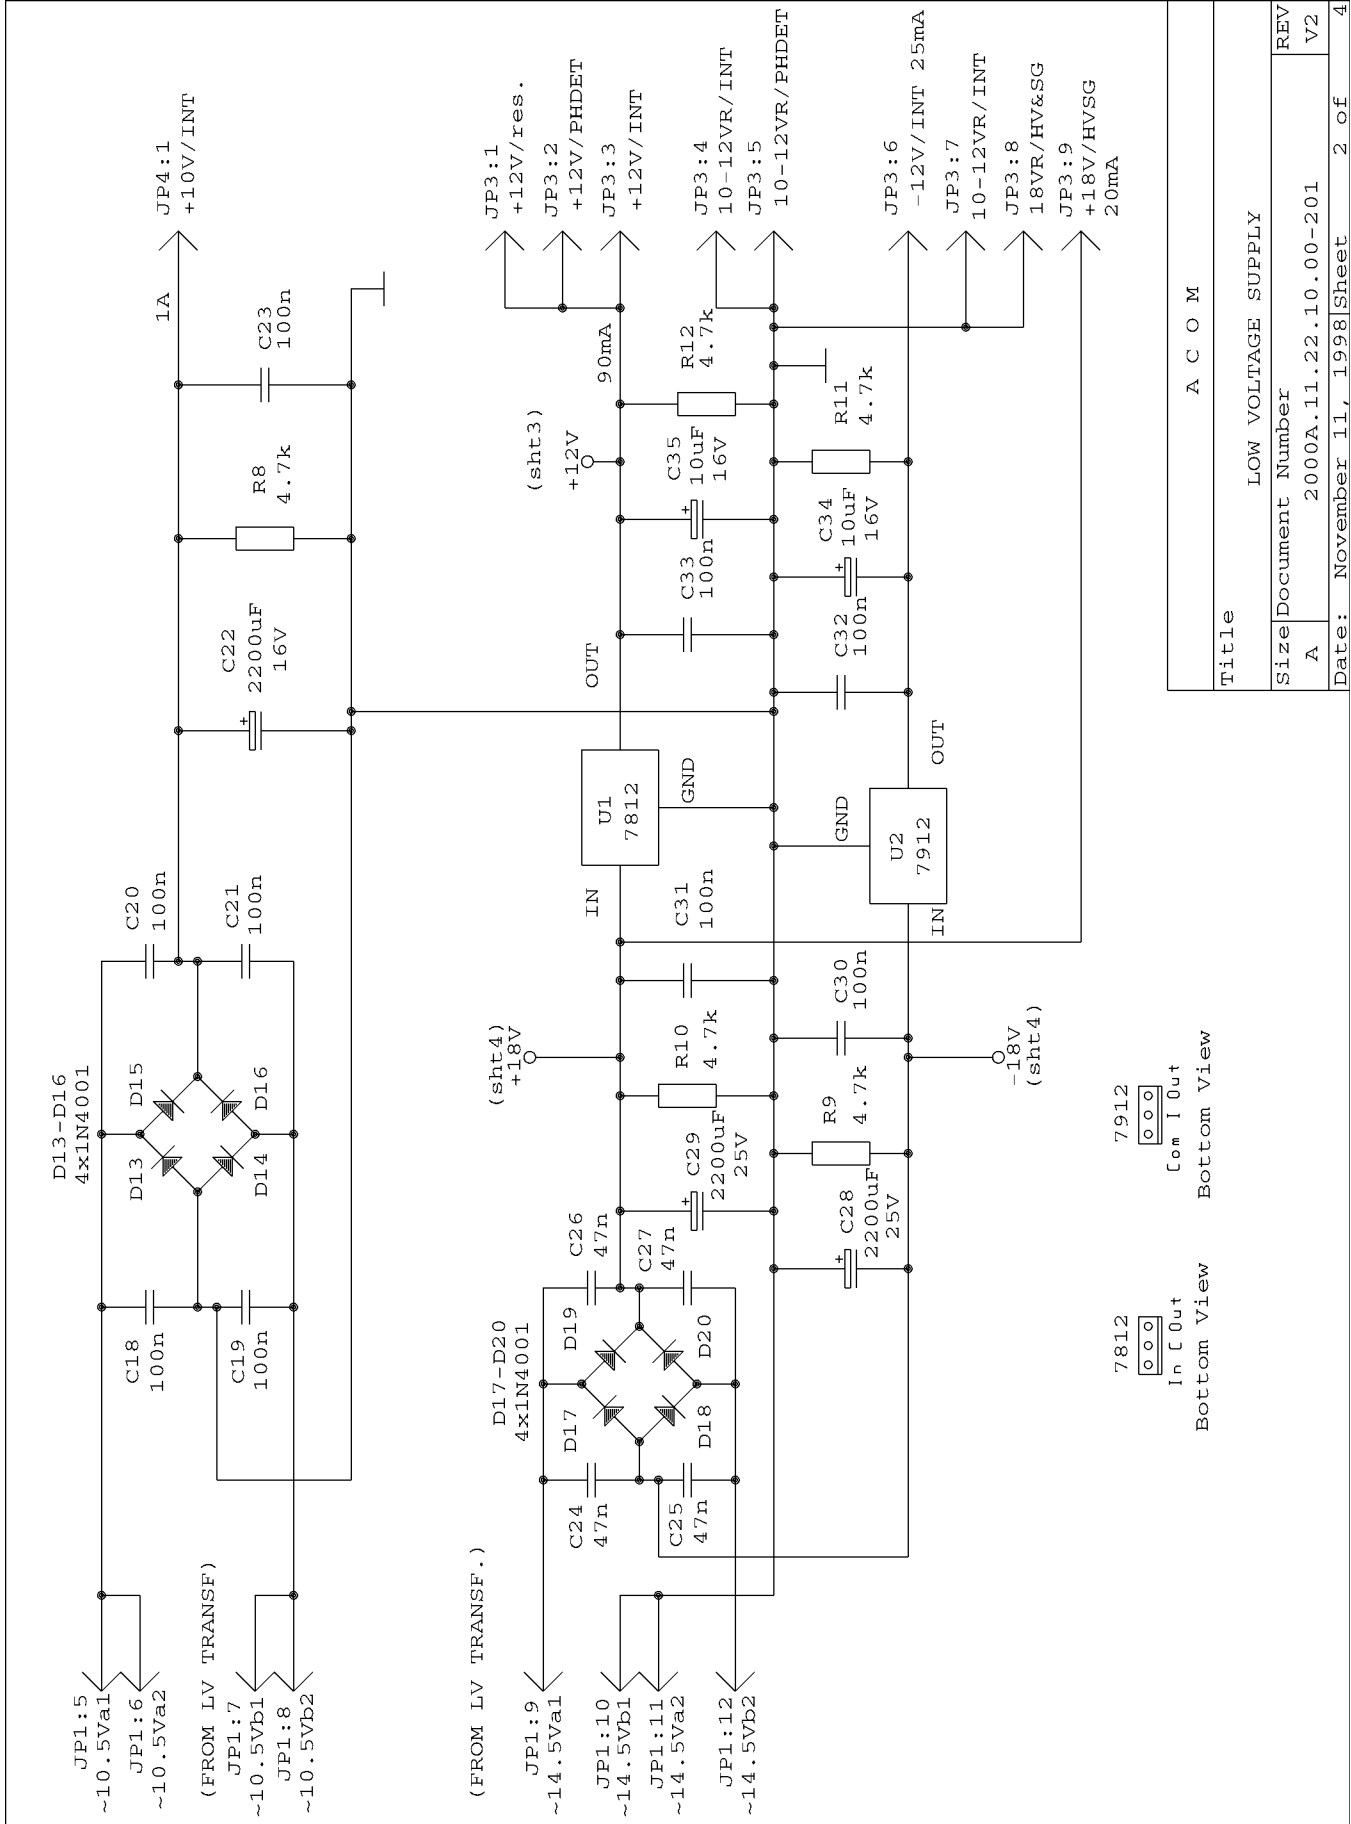 JP1:5
~10.5Va1
JP1:6
~10.5Va2
(FROM LV TRANSF)
JP1:7
~10.5Vb1
JP1:8
~10.5Vb2
C18
100n
C19
100n
D13-D16
4x1N4001
D13
D15
D14
D16
C20
100n
C21
100n
C22
2200uF
16V
+
R8
4.7k
C23
100n
1A
JP4:1
+10V/INT
(FROM LV TRANSF.)
JP1:9
~14.5Va1
JP1:10
~14.5Vb1
JP1:11
~14.5Va2
JP1:12
~14.5Vb2
C24
47n
C25
47n
D17-D20
4x1N4001
D17
D19
D18
D20
C26
47n
C27
47n
C29
2200uF
25V
+
C28
2200uF
25V
+
(sht4)
+18V
R10
4.7k
R9
4.7k
C31
100n
C30
100n
-18V
(sht4)
IN
U1
7812
OUT
GND
GND
IN
U2
7912
OUT
C33
100n
C32
100n
C35
10uF
16V
+
C34
10uF
16V
+
(sht3)
+12V
90mA
R12
4.7k
R11
4.7k
JP3:1
+12V/res.
JP3:2
+12V/PHDET
JP3:3
+12V/INT
JP3:4
10-12VR/INT
JP3:5
10-12VR/PHDET
JP3:6
-12V/INT 25mA
JP3:7
10-12VR/INT
JP3:8
18VR/HV&SG
JP3:9
+18V/HVSG
20mA
7812
In C Out
Bottom View
7912
Com I Out
Bottom View
A C O M
Title
LOW VOLTAGE SUPPLY
Size Document Number REV
A 2000A.11.22.10.00-201 V2
Date: November 11, 1998 Sheet 2 of 4